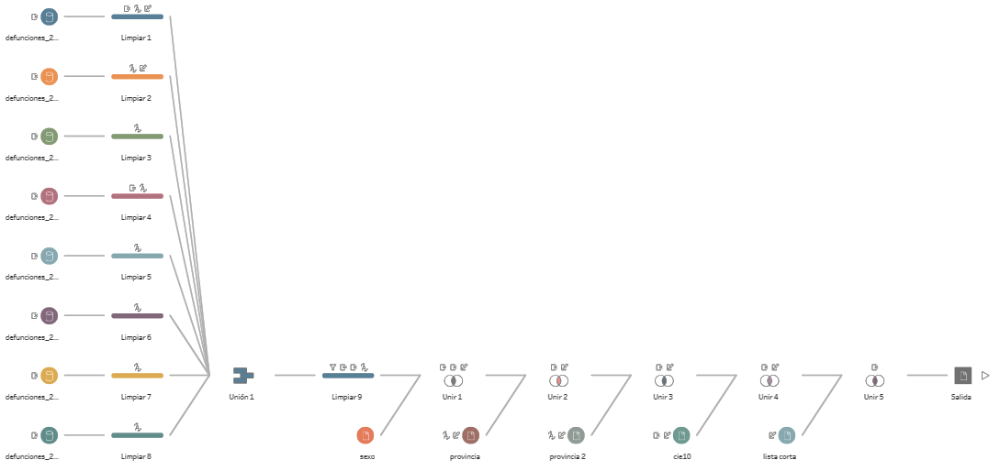 defunciones_2...
Limpiar 1
defunciones_2...
Limpiar 2
defunciones_2...
Limpiar 3
defunciones_2...
Limpiar 4
defunciones_2...
Limpiar 5
defunciones_2...
Limpiar 6
defunciones_2...
Limpiar 7
Unión 1
Limpiar 9
Unir 1
Unir 2
Unir 3
Unir 4
Unir 5
Salida
defunciones_2...
Limpiar 8
sexo
provincia
provincia 2
cie10
lista corta